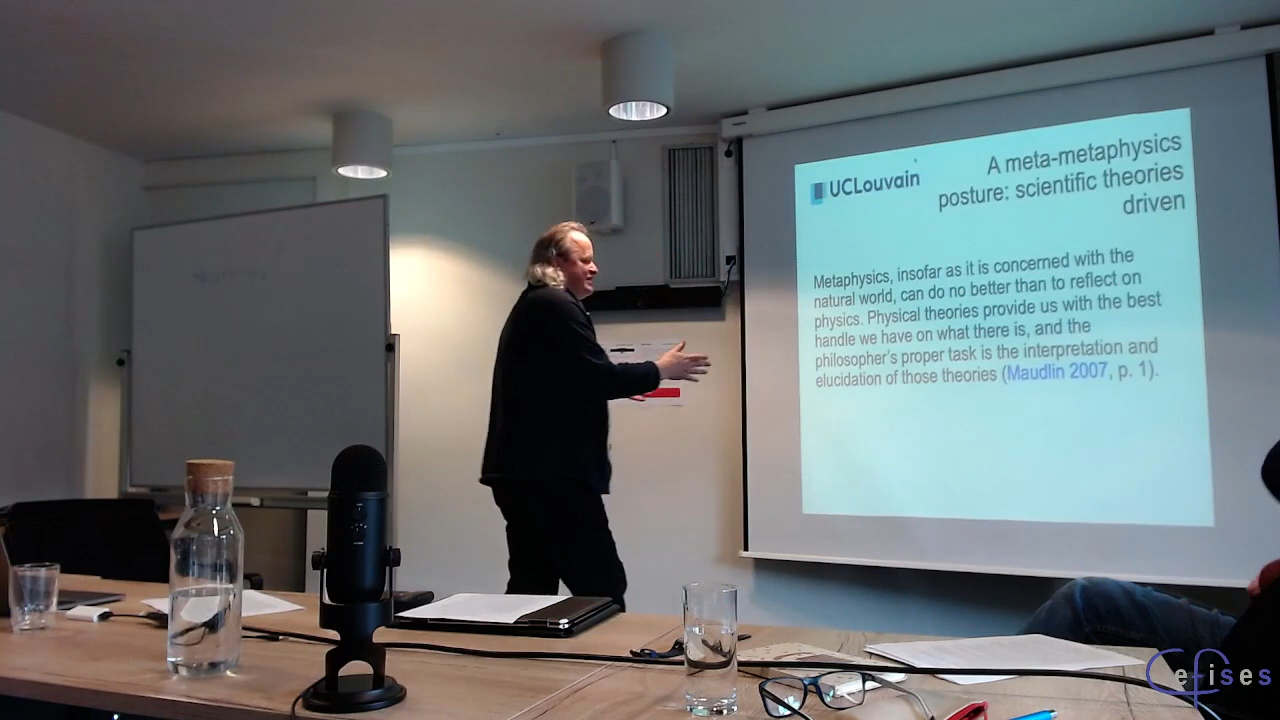 UCLouvain
A meta-metaphysics
posture: scientific theories
driven
Metaphysics, insofar as it is concerned with the
natural world, can do no better than to reflect on
physics. Physical theories provide us with the best
handle we have on what there is, and the
philosopher's proper task is the interpretation and
elucidation of those theories (Maudlin 2007, p. 1).
Cefises